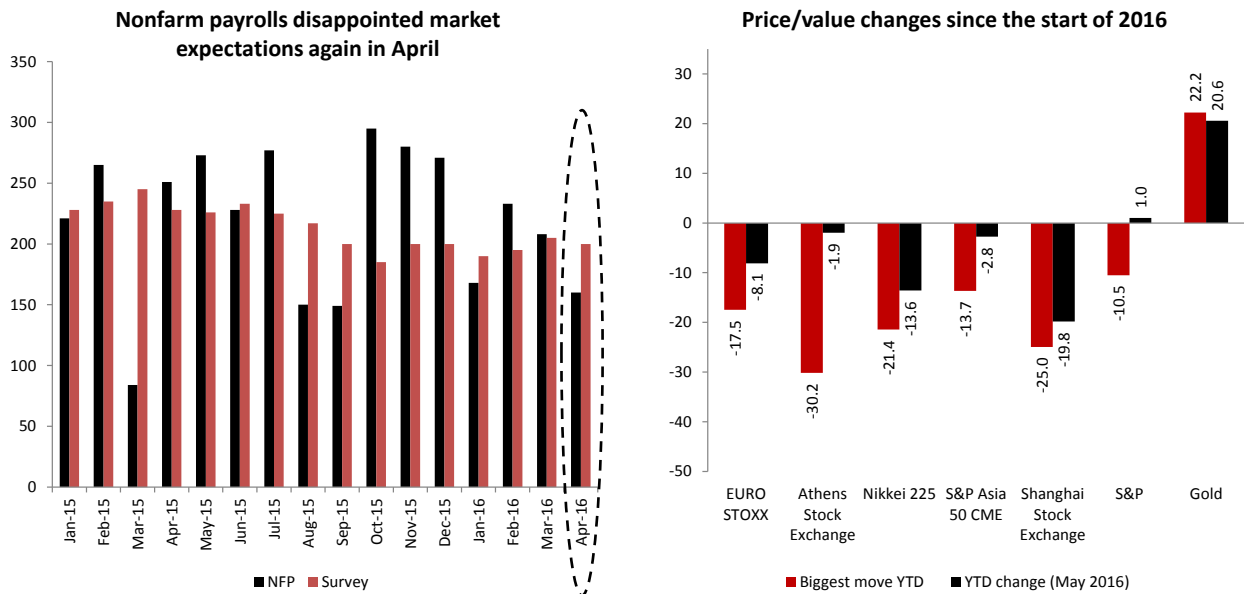 Nonfarm payrolls disappointed market
expectations again in April
350
300
250
200
150
100
50
0
Jan-15
Feb-15
Mar-15
Apr-15
May-15
Jun-15
Jul-15
Aug-15
Sep-15
Oct-15
Nov-15
Dec-15
Jan-16
Feb-16
Mar-16
Apr-16
NFP Survey
Price/value changes since the start of 2016
30
20
10
0
-10
-20
-30
-40
-50
-17.5
-8.1
-30.2
-1.9
-21.4
-13.6
-13.7
-2.8
-25.0
-19.8
-10.5
1.0
22.2
20.6
EURO
STOXX
Athens
Stock
Exchange
Nikkei 225
S&P Asia
50 CME
Shanghai
Stock
Exchange
S&P
Gold
Biggest move YTD YTD change (May 2016)